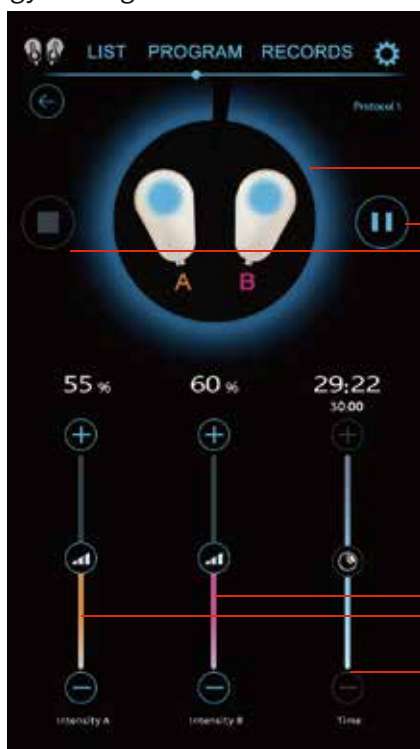 LIST PROGRAM RECORDS
Protocol 1
A B
55 % 60 % 29:22
30:00
Intensity A Intensity B Time